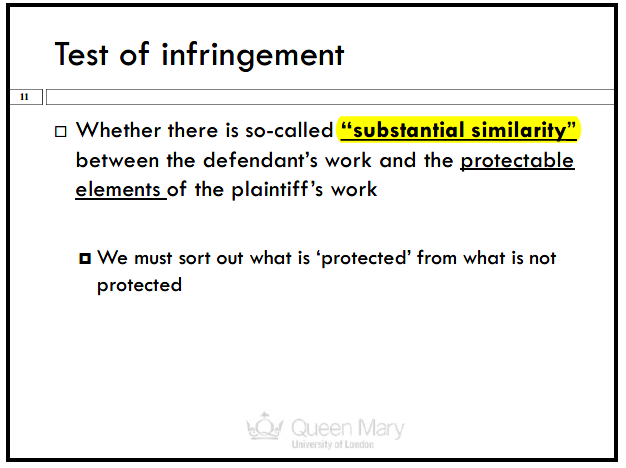 Test of infringement
11
Whether there is so-called “substantial similarity”
between the defendant’s work and the protectable
elements of the plaintiff’s work
We must sort out what is ‘protected’ from what is not
protected
Queen Mary
University of London